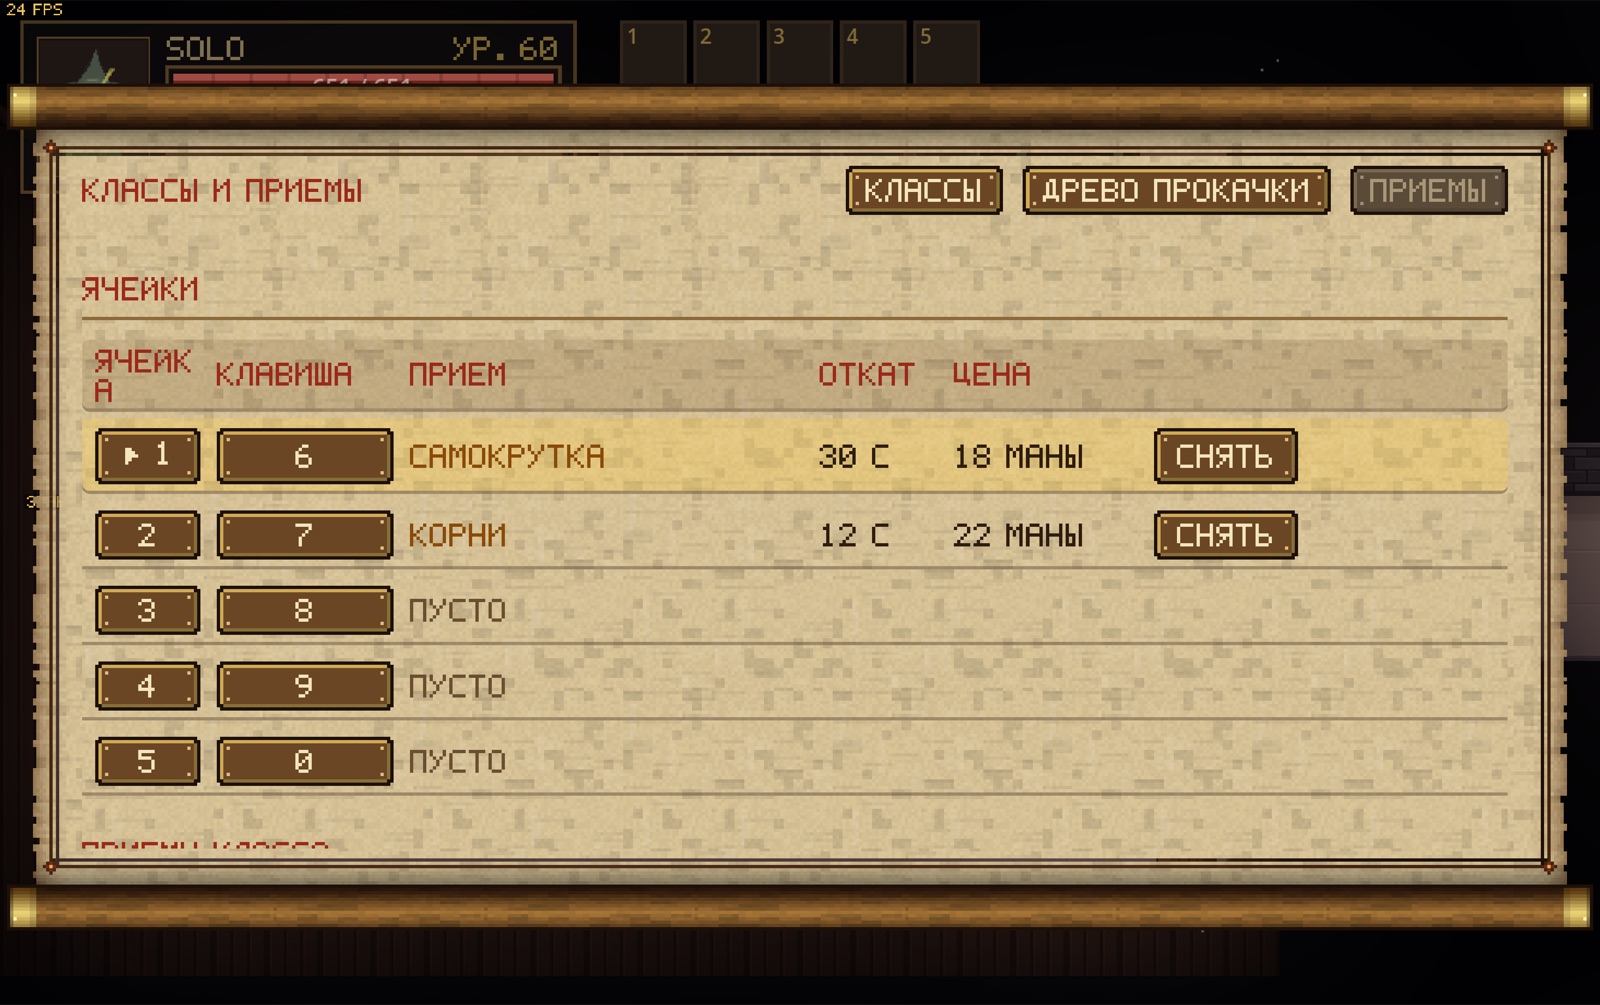 24 FPS
SOLO УР. 60
1 2 3 4 5
КЛАССЫ И ПРИЕМЫ КЛАССЫ ДРЕВО ПРОКАЧКИ ПРИЕМЫ
ЯЧЕЙКИ
ЯЧЕЙК
А
КЛАВИША ПРИЕМ ОТКАТ ЦЕНА
1 6 САМОКРУТКА 30 С 18 МАНЫ СНЯТЬ
2 7 КОРНИ 12 С 22 МАНЫ СНЯТЬ
3 8 ПУСТО
4 9 ПУСТО
5 0 ПУСТО